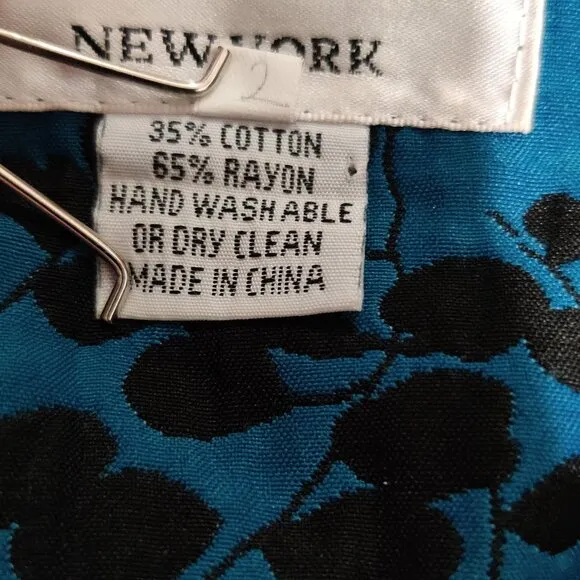 NEW YORK
2
35% COTTON
65% RAYON
HAND WASHABLE
OR DRY CLEAN
MADE IN CHINA